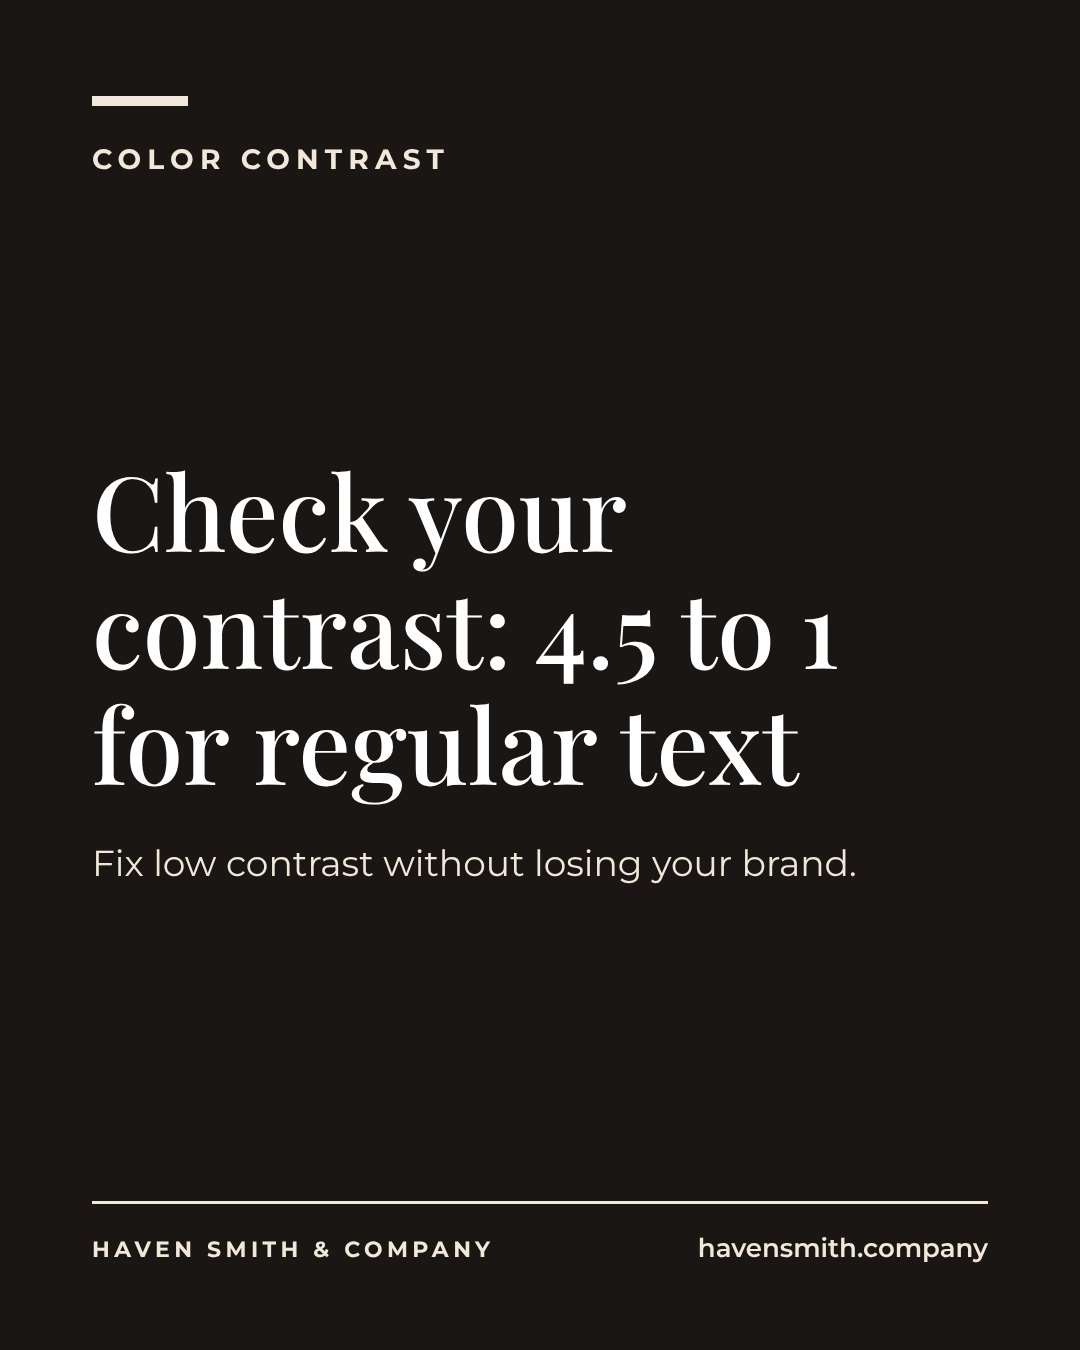 COLOR CONTRAST
Check your
contrast: 4.5 to 1
for regular text
Fix low contrast without losing your brand.
HAVEN SMITH & COMPANY
havensmith.company